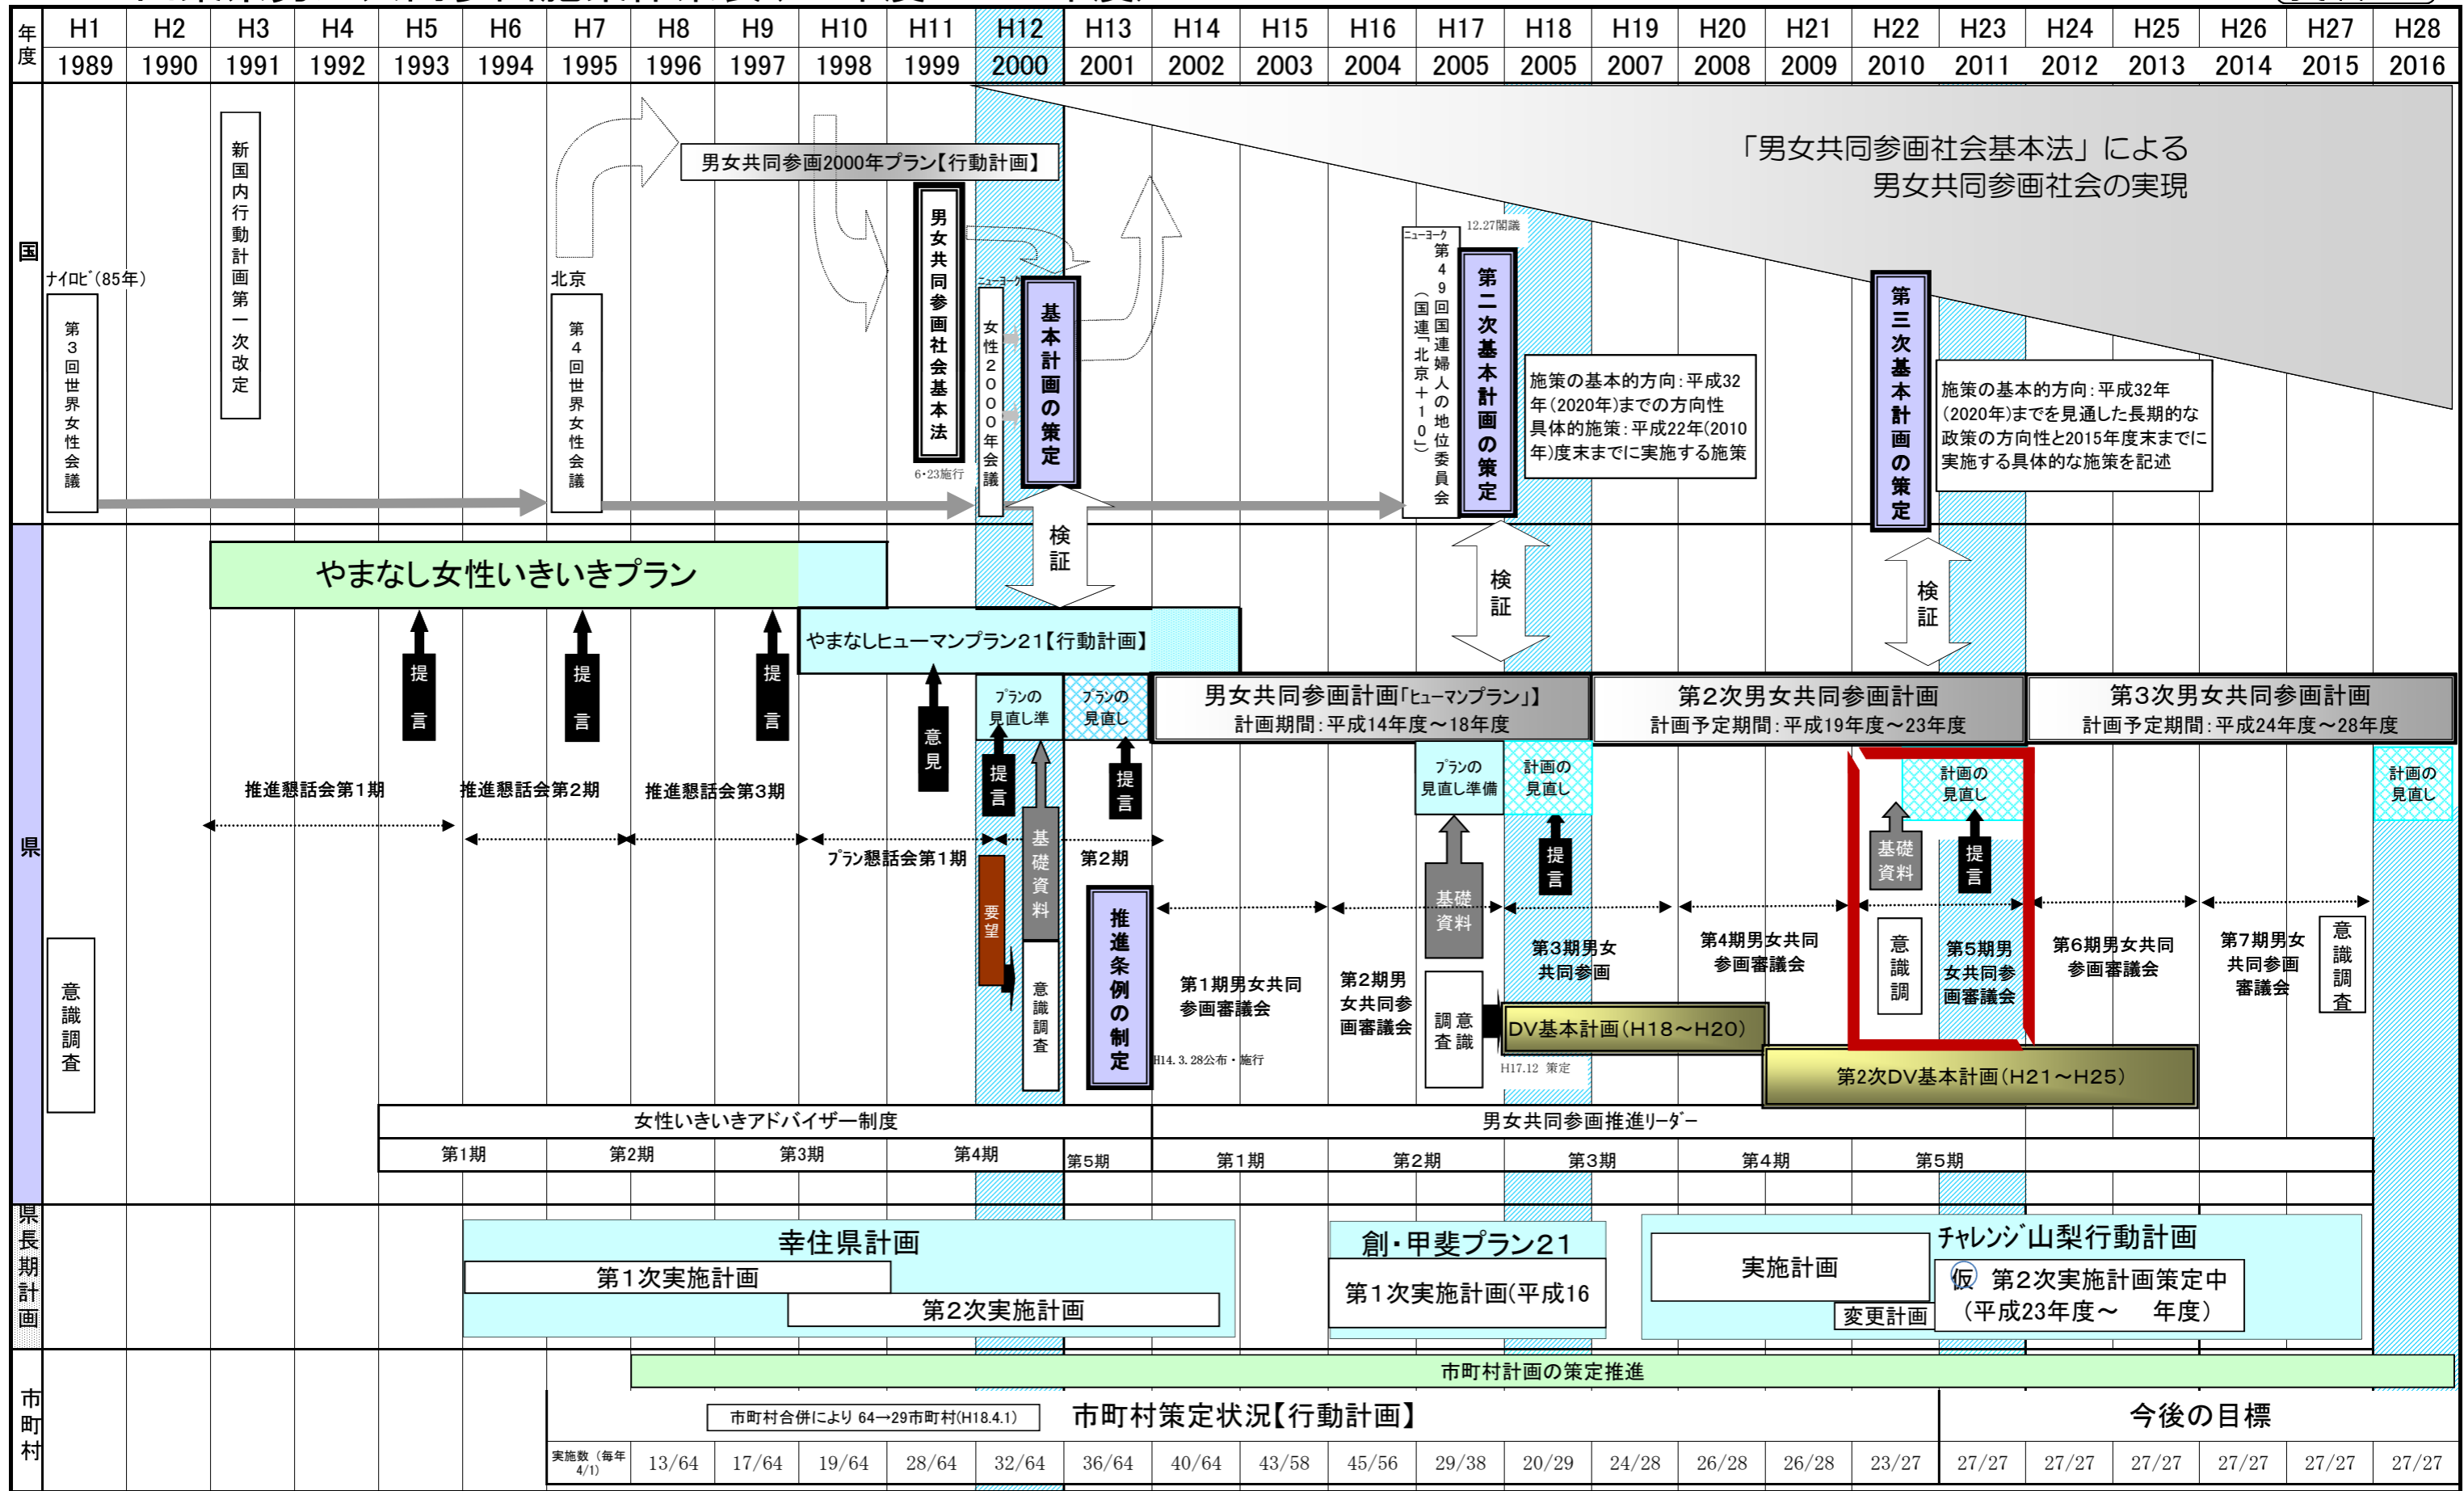 年度
H1 H2 H3 H4 H5 H6 H7 H8 H9 H10 H11 H12 H13 H14 H15 H16 H17 H18 H19 H20 H21 H22 H23 H24 H25 H26 H27 H28
1989 1990 1991 1992 1993 1994 1995 1996 1997 1998 1999 2000 2001 2002 2003 2004 2005 2005 2007 2008 2009 2010 2011 2012 2013 2014 2015 2016
国
「男女共同参画社会基本法」による
男女共同参画社会の実現
ﾅｲﾛﾋﾞ(85年)
第3回世界女性会議
新国内行動計画第一次改定
北京
第4回世界女性会議
男女共同参画2000年プラン【行動計画】
男女共同参画社会基本法
6・23施行
ﾆｭｰﾖｰｸ
女性2000年会議
基本計画の策定
ﾆｭｰﾖｰｸ
第49回国連婦人の地位委員会
(国連「北京+10」)
12.27閣議
第二次基本計画の策定
施策の基本的方向:平成32
年(2020年)までの方向性
具体的施策:平成22年(2010
年)度末までに実施する施策
第三次基本計画の策定
施策の基本的方向:平成32年
(2020年)までを見通した長期的な
政策の方向性と2015年度末までに
実施する具体的な施策を記述
検証
検証
検証
県
やまなし女性いきいきプラン
やまなしヒューマンプラン21【行動計画】
提言
提言
提言
意見
プランの
見直し準
プランの
見直し
男女共同参画計画「ﾋｭｰﾏﾝプラン」】
計画期間:平成14年度～18年度
第2次男女共同参画計画
計画予定期間:平成19年度～23年度
第3次男女共同参画計画
計画予定期間:平成24年度～28年度
提言
提言
プランの
見直し準備
計画の
見直し
計画の
見直し
計画の
見直し
推進懇話会第1期
推進懇話会第2期
推進懇話会第3期
プラン懇話会第1期
第2期
要望
基礎資料
意識調査
基礎
資料
提言
基礎
資料
提言
意識調査
推進条例の制定
H14.3.28公布・施行
第1期男女共同
参画審議会
第2期男
女共同参
画審議会
第3期男女
共同参画
第4期男女共同
参画審議会
第5期男
女共同参
画審議会
第6期男女共同
参画審議会
第7期男女
共同参画
審議会
意識調査
意識調
意識調査
DV基本計画(H18～H20)
H17.12 策定
第2次DV基本計画(H21～H25)
女性いきいきアドバイザー制度
男女共同参画推進ﾘｰﾀﾞｰ
第1期 第2期 第3期 第4期 第5期 第1期 第2期 第3期 第4期 第5期
県長期計画
幸住県計画
第1次実施計画
第2次実施計画
創・甲斐プラン21
第1次実施計画(平成16
チャレンジ山梨行動計画
実施計画
変更計画
仮 第2次実施計画策定中
(平成23年度～ 年度)
市町村
市町村計画の策定推進
市町村合併により 64→29市町村(H18.4.1)
市町村策定状況【行動計画】
今後の目標
実施数(毎年
4/1)
13/64 17/64 19/64 28/64 32/64 36/64 40/64 43/58 45/56 29/38 20/29 24/28 26/28 26/28 23/27 27/27 27/27 27/27 27/27 27/27 27/27